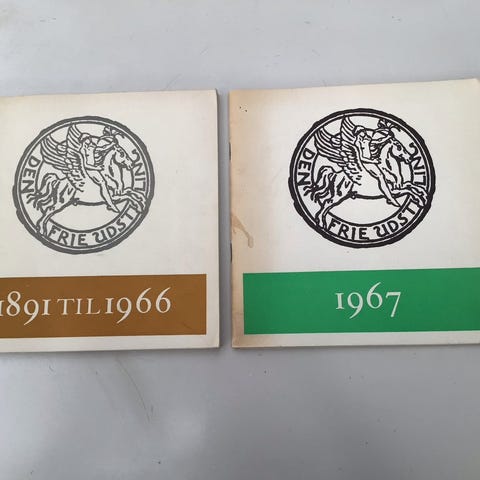 DEN FRIE UDSTILLING
1891 TIL 1966
DEN FRIE UDSTILLING
1967